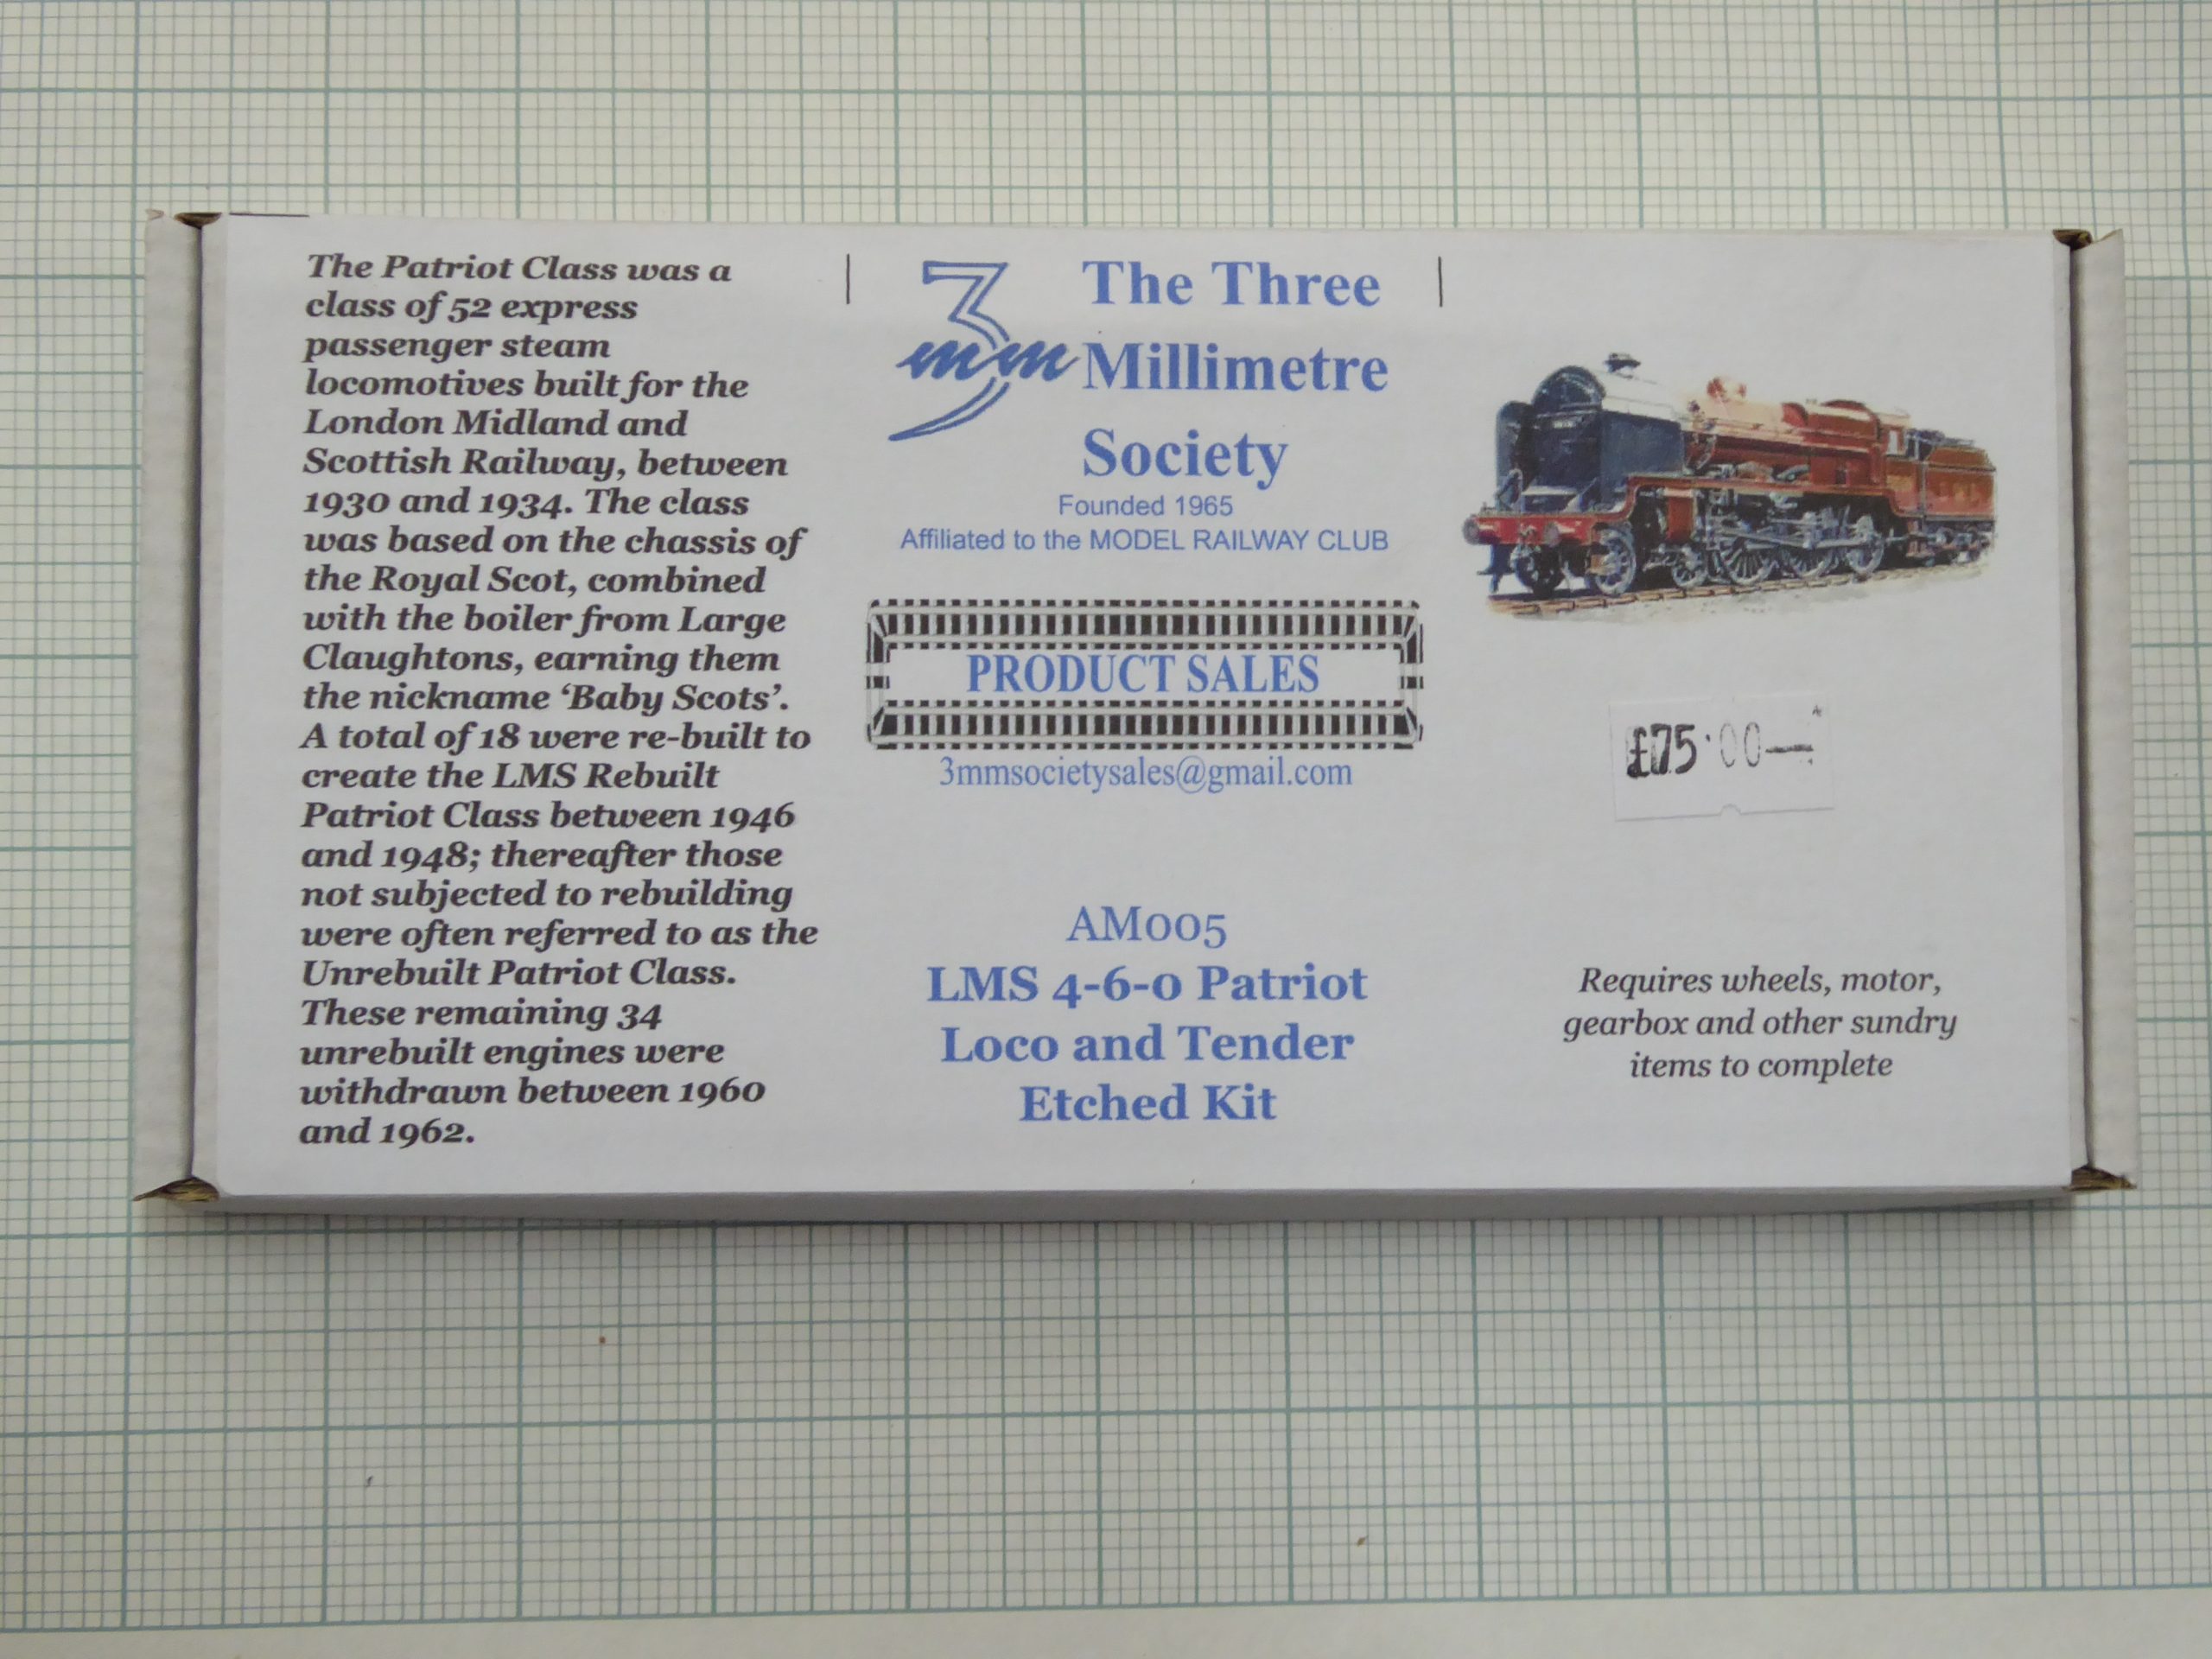 The Patriot Class was a
class of 52 express
passenger steam
locomotives built for the
London Midland and
Scottish Railway, between
1930 and 1934. The class
was based on the chassis of
the Royal Scot, combined
with the boiler from Large
Claughtons, earning them
the nickname ‘Baby Scots’.
A total of 18 were re-built to
create the LMS Rebuilt
Patriot Class between 1946
and 1948; thereafter those
not subjected to rebuilding
were often referred to as the
Unrebuilt Patriot Class.
These remaining 34
unrebuilt engines were
withdrawn between 1960
and 1962.
3mm
The Three
Millimetre
Society
Founded 1965
Affiliated to the MODEL RAILWAY CLUB
PRODUCT SALES
3mmsocietysales@gmail.com
AM005
LMS 4-6-0 Patriot
Loco and Tender
Etched Kit
£75·00—
Requires wheels, motor,
gearbox and other sundry
items to complete